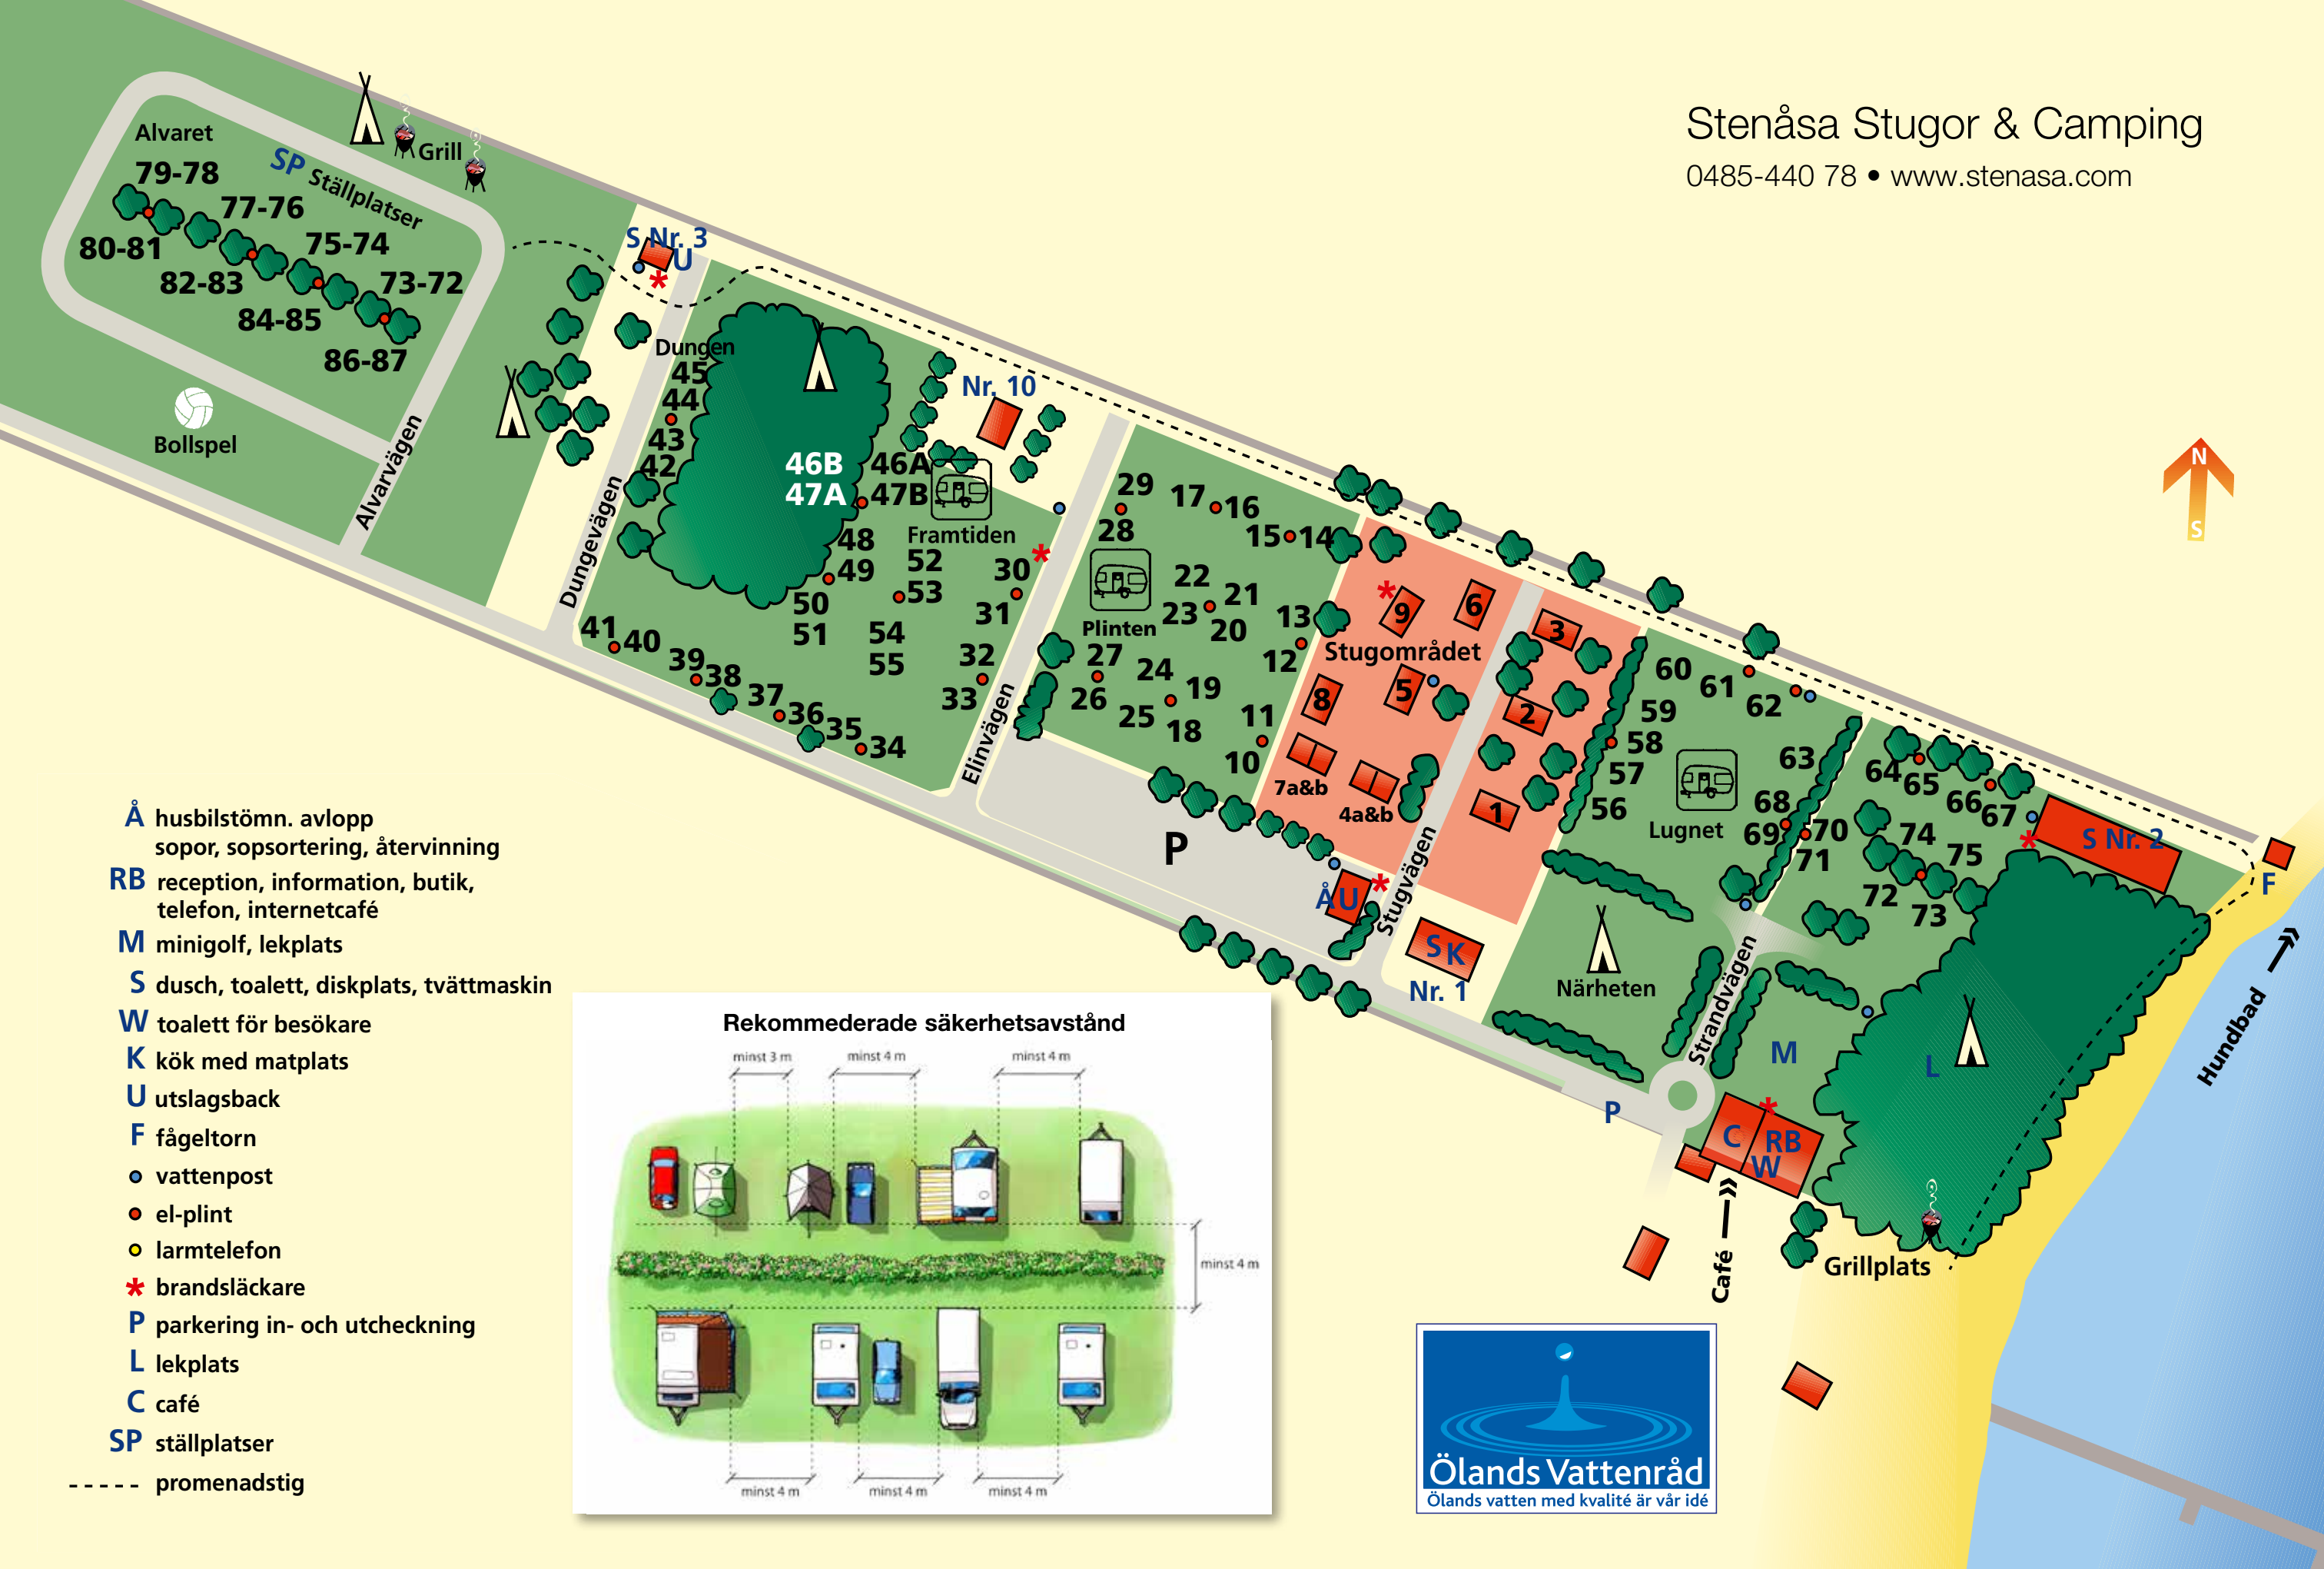 Stenåsa Stugor & Camping
0485-440 78 • www.stenasa.com
Alvaret
79-78
SP Ställplatser
77-76
75-74
73-72
80-81
82-83
84-85
86-87
Grill
Bollspel
Alvarvägen
S Nr. 3
U
Dungevägen
Dungen
45
44
43
42
46B 46A
47A 47B
Nr. 10
Framtiden
48
49
50
51
52
53
54
55
30
31
32
33
41 40
39 38
37 36
35 34
Elinvägen
29
28
17 16
15 14
Plinten
22
23
21
20
13
12
27
26
24
25
19
18
11
10
P
Stugområdet
9
6
3
8
5
2
7a&b
4a&b
1
ÅU
Stugvägen
SK
Nr. 1
60
61
62
59
58
57
56
63
Lugnet
68
69
70
71
64 65
66 67
74
75
72
73
S Nr. 2
F
Hundbad
Närheten
Strandvägen
M
L
P
C
RB
W
Café
Grillplats
N
S
Å husbilstömn. avlopp
sopor, sopsortering, återvinning
RB reception, information, butik,
telefon, internetcafé
M minigolf, lekplats
S dusch, toalett, diskplats, tvättmaskin
W toalett för besökare
K kök med matplats
U utslagsback
F fågeltorn
vattenpost
el-plint
larmtelefon
* brandsläckare
P parkering in- och utcheckning
L lekplats
C café
SP ställplatser
----- promenadstig
Rekommederade säkerhetsavstånd
minst 3 m
minst 4 m
minst 4 m
minst 4 m
minst 4 m
minst 4 m
minst 4 m
Ölands Vattenråd
Ölands vatten med kvalité är vår idé